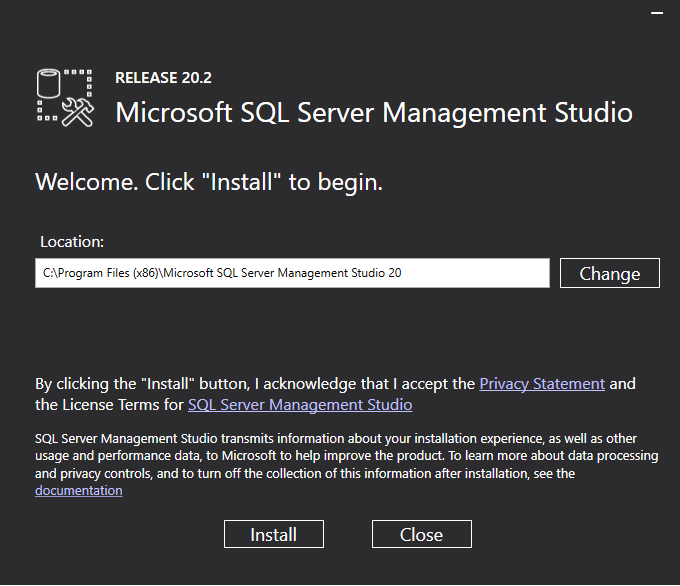 RELEASE 20.2
Microsoft SQL Server Management Studio
Welcome. Click "Install" to begin.
Location:
C:\Program Files (x86)\Microsoft SQL Server Management Studio 20
Change
By clicking the "Install" button, I acknowledge that I accept the Privacy Statement and
the License Terms for SQL Server Management Studio
SQL Server Management Studio transmits information about your installation experience, as well as other
usage and performance data, to Microsoft to help improve the product. To learn more about data processing
and privacy controls, and to turn off the collection of this information after installation, see the
documentation
Install
Close